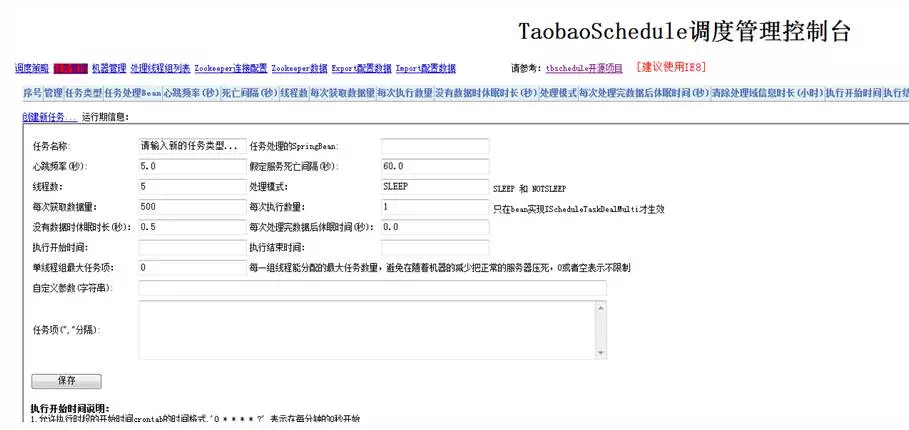 TaobaoSchedule调度管理控制台
调度策略 任务管理 机器管理 处理线程组列表 Zookeeper连接配置 Zookeeper数据 Export配置数据 Import配置数据 请参考: tbschedule开源项目 [建议使用IE8]
序号 管理 任务类型 任务处理Bean 心跳频率(秒) 死亡间隔(秒) 线程数 每次获取数据量 每次执行数量 没有数据时休眠时长(秒) 处理模式 每次处理完数据后休眠时间(秒) 清除处理域信息时长(小时) 执行开始时间 执行结
创建新任务... 运行期信息:
任务名称: 请输入新的任务类型... 任务处理的SpringBean:
心跳频率(秒): 5.0 假定服务死亡间隔(秒): 60.0
线程数: 5 处理模式: SLEEP SLEEP 和 NOTSLEEP
每次获取数据量: 500 每次执行数量: 1 只在bean实现IScheduleTaskDealMulti才生效
没有数据时休眠时长(秒): 0.5 每次处理完数据后休眠时间(秒): 0.0
执行开始时间: 执行结束时间:
单线程组最大任务项: 0 每一组线程能分配的最大任务数量，避免在随着机器的减少把正常的服务器压死，0或者空表示不限制
自定义参数(字符串):
任务项(","分隔):
保存
执行开始时间说明:
1.允许执行时段的开始时间crontab的时间格式.'0 * * * * ?' 表示在每分钟的0秒开始